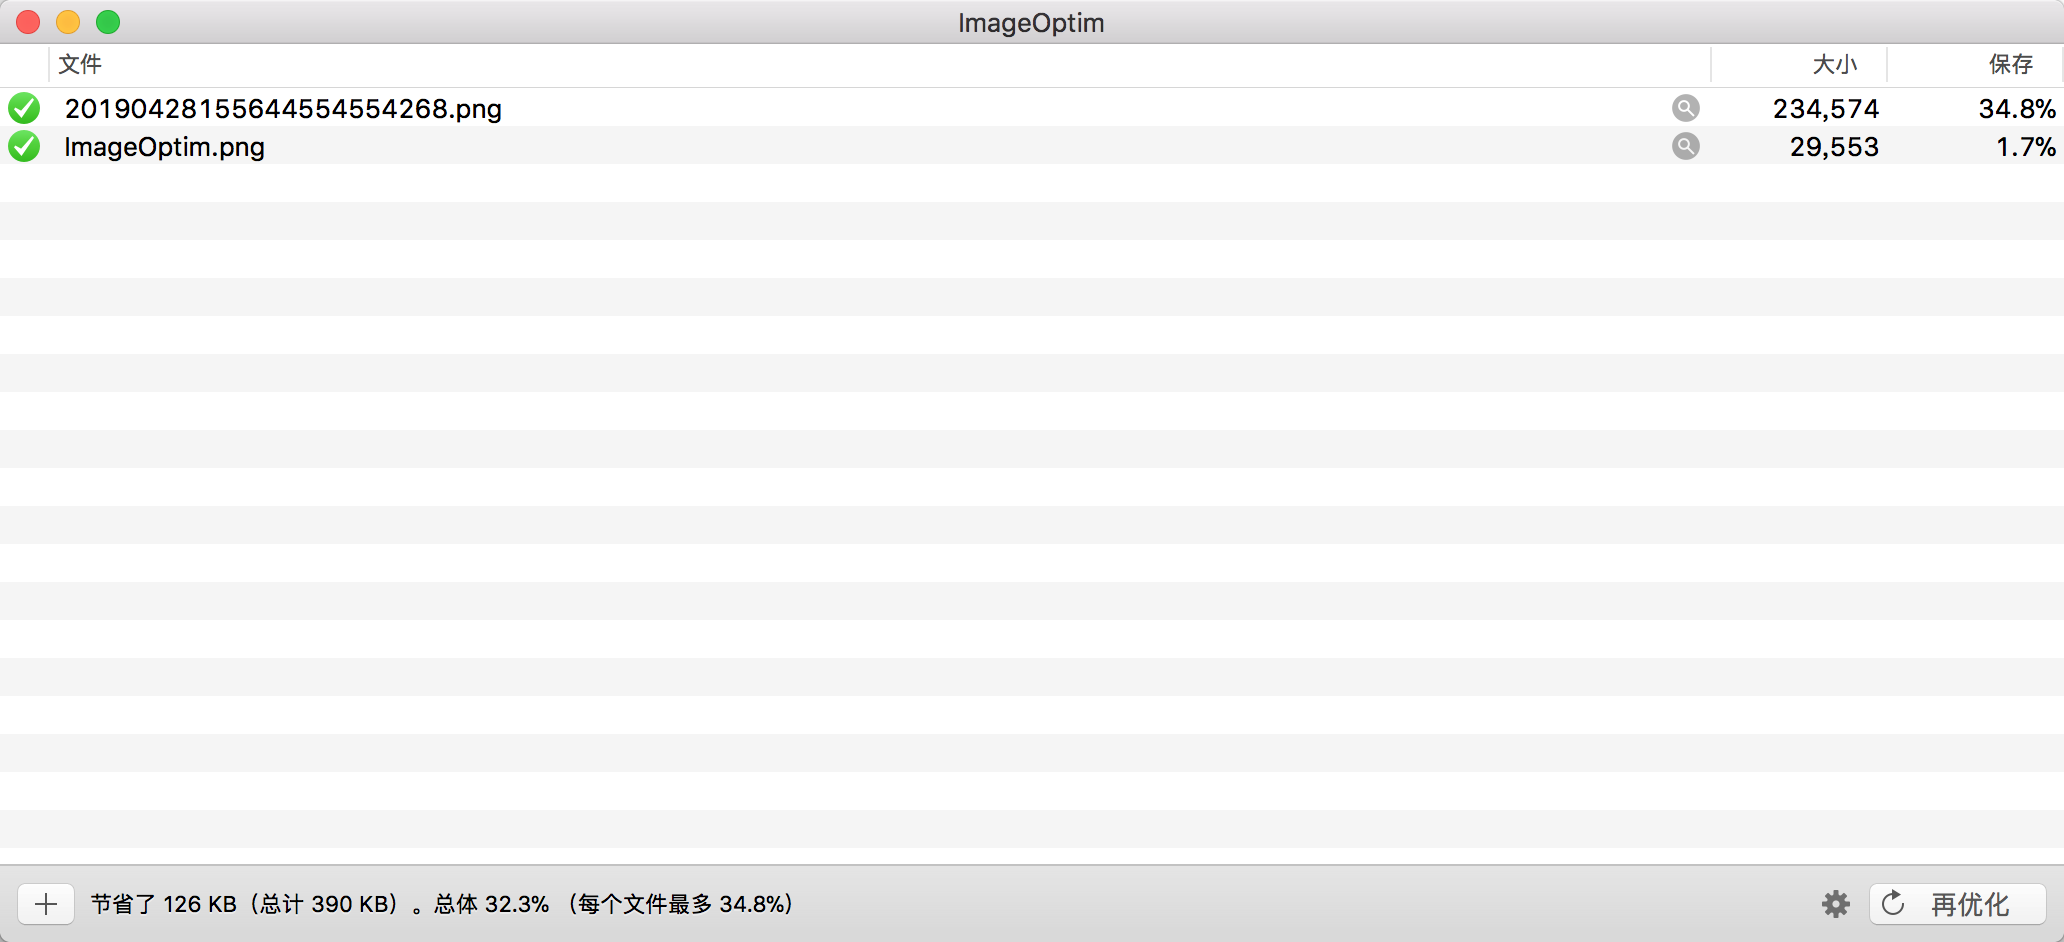 ImageOptim
文件 大小 保存
20190428155644554554268.png 234,574 34.8%
ImageOptim.png 29,553 1.7%
节省了 126 KB（总计 390 KB）。总体 32.3% （每个文件最多 34.8%） 再优化